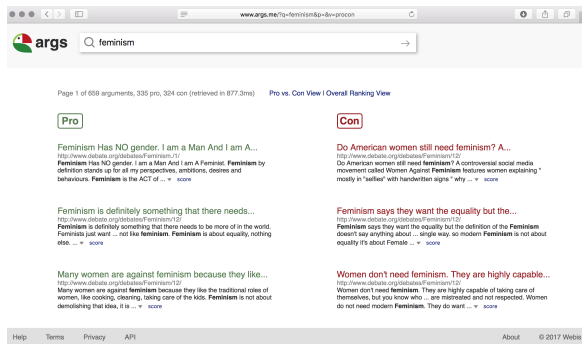 www.args.me/?q=feminism&p=&v=procon
args
feminism
Page 1 of 659 arguments, 335 pro, 324 con (retrieved in 877.3ms)
Pro vs. Con View I Overall Ranking View
Pro
Feminism Has NO gender. I am a Man And I am A...
http://www.debate.org/debates/Feminism./1/
Feminism Has NO gender. I am a Man And I am A Feminist. Feminism by
definition stands up for all my perspectives, ambitions, desires and
behaviours. Feminism is the ACT of ... score
Feminism is definitely something that there needs...
http://www.debate.org/debates/Feminism/12/
Feminism is definitely something that there needs to be more of in the world.
Feminists just want ... not like feminism. Feminism is about equality, nothing
else. ... score
Many women are against feminism because they like...
http://www.debate.org/debates/Feminism/12/
Many women are against feminism because they like the traditional roles of
women, like cooking, cleaning, taking care of the kids. Feminism is not about
demolishing that idea, it is ... score
Con
Do American women still need feminism? A...
http://www.debate.org/debates/Feminism/12/
Do American women still need feminism? A controversial social media
movement called Women Against Feminism features women explaining "
mostly in "selfies" with handwritten signs " why ... score
Feminism says they want the equality but the...
http://www.debate.org/debates/Feminism/12/
Feminism says they want the equality but the definition of the Feminism
doesn't say anything about ... single way, so modern Feminism is not about
equality it's about Female ... score
Women don't need feminism. They are highly capable...
http://www.debate.org/debates/Feminism/12/
Women don't need feminism. They are highly capable of taking care of
themselves, but you know who ... are mistreated and not respected. Women
do not need modern Feminism. They do want ... score
Help Terms Privacy API
About © 2017 Webis